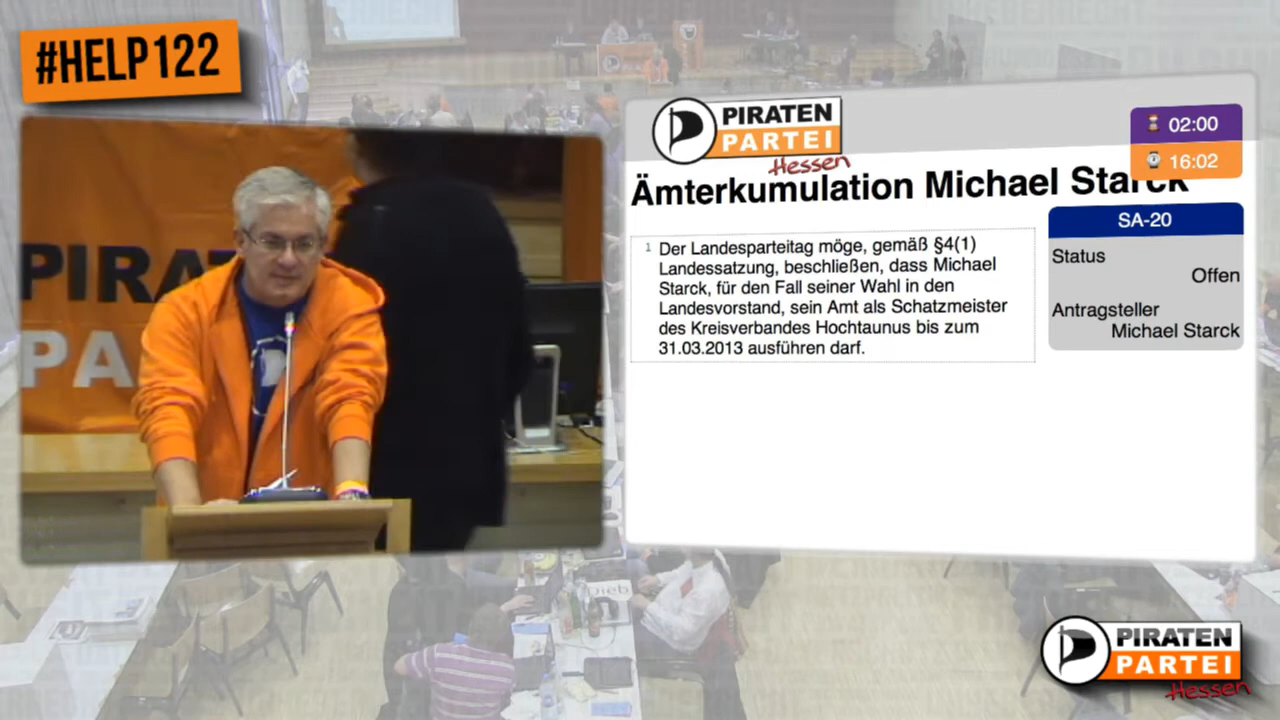 #HELP122
PIRATEN
PARTEI
Hessen
02:00
16:02
Ämterkumulation Michael Starck
1 Der Landesparteitag möge, gemäß §4(1)
Landessatzung, beschließen, dass Michael
Starck, für den Fall seiner Wahl in den
Landesvorstand, sein Amt als Schatzmeister
des Kreisverbandes Hochtaunus bis zum
31.03.2013 ausführen darf.
SA-20
Status
Offen
Antragsteller
Michael Starck
PIRA
PA
PIRATEN
PARTEI
Hessen